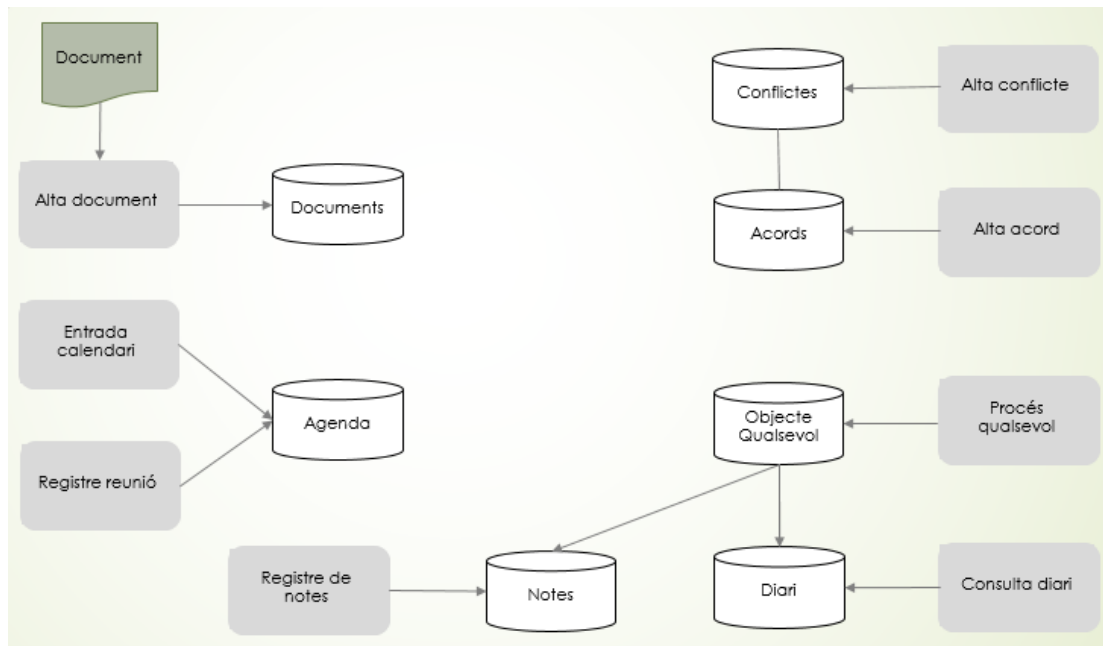 Document
Conflictes
Alta conflicte
Alta document
Documents
Acords
Alta acord
Entrada
calendari
Agenda
Objecte
Qualsevol
Procés
qualsevol
Registre reunió
Registre de
notes
Notes
Diari
Consulta diari